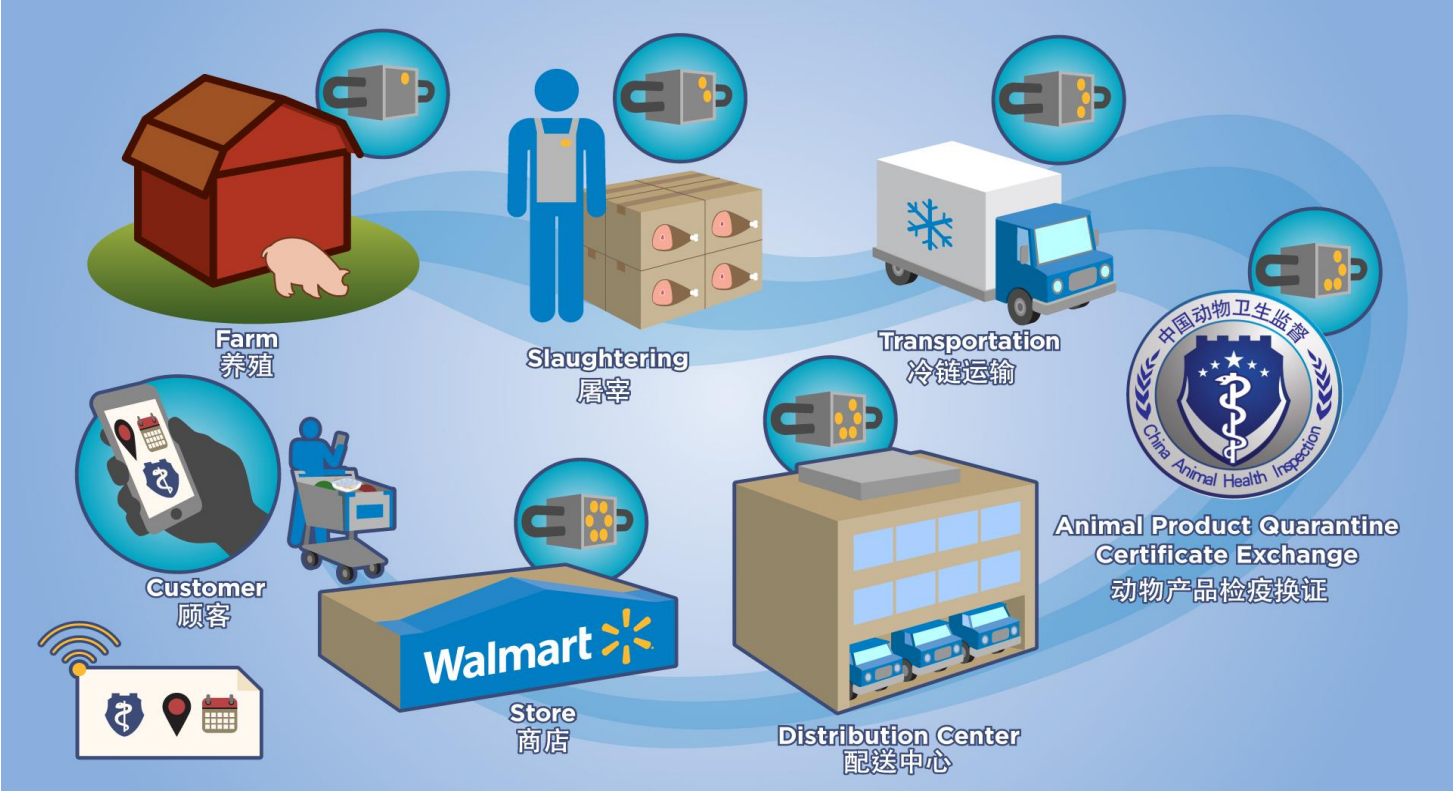 Farm
养殖
Slaughtering
屠宰
Transportation
冷链运输
中国动物卫生监督
China Animal Health Inspection
Animal Product Quarantine
Certificate Exchange
动物产品检疫换证
Distribution Center
配送中心
Walmart
Store
商店
Customer
顾客